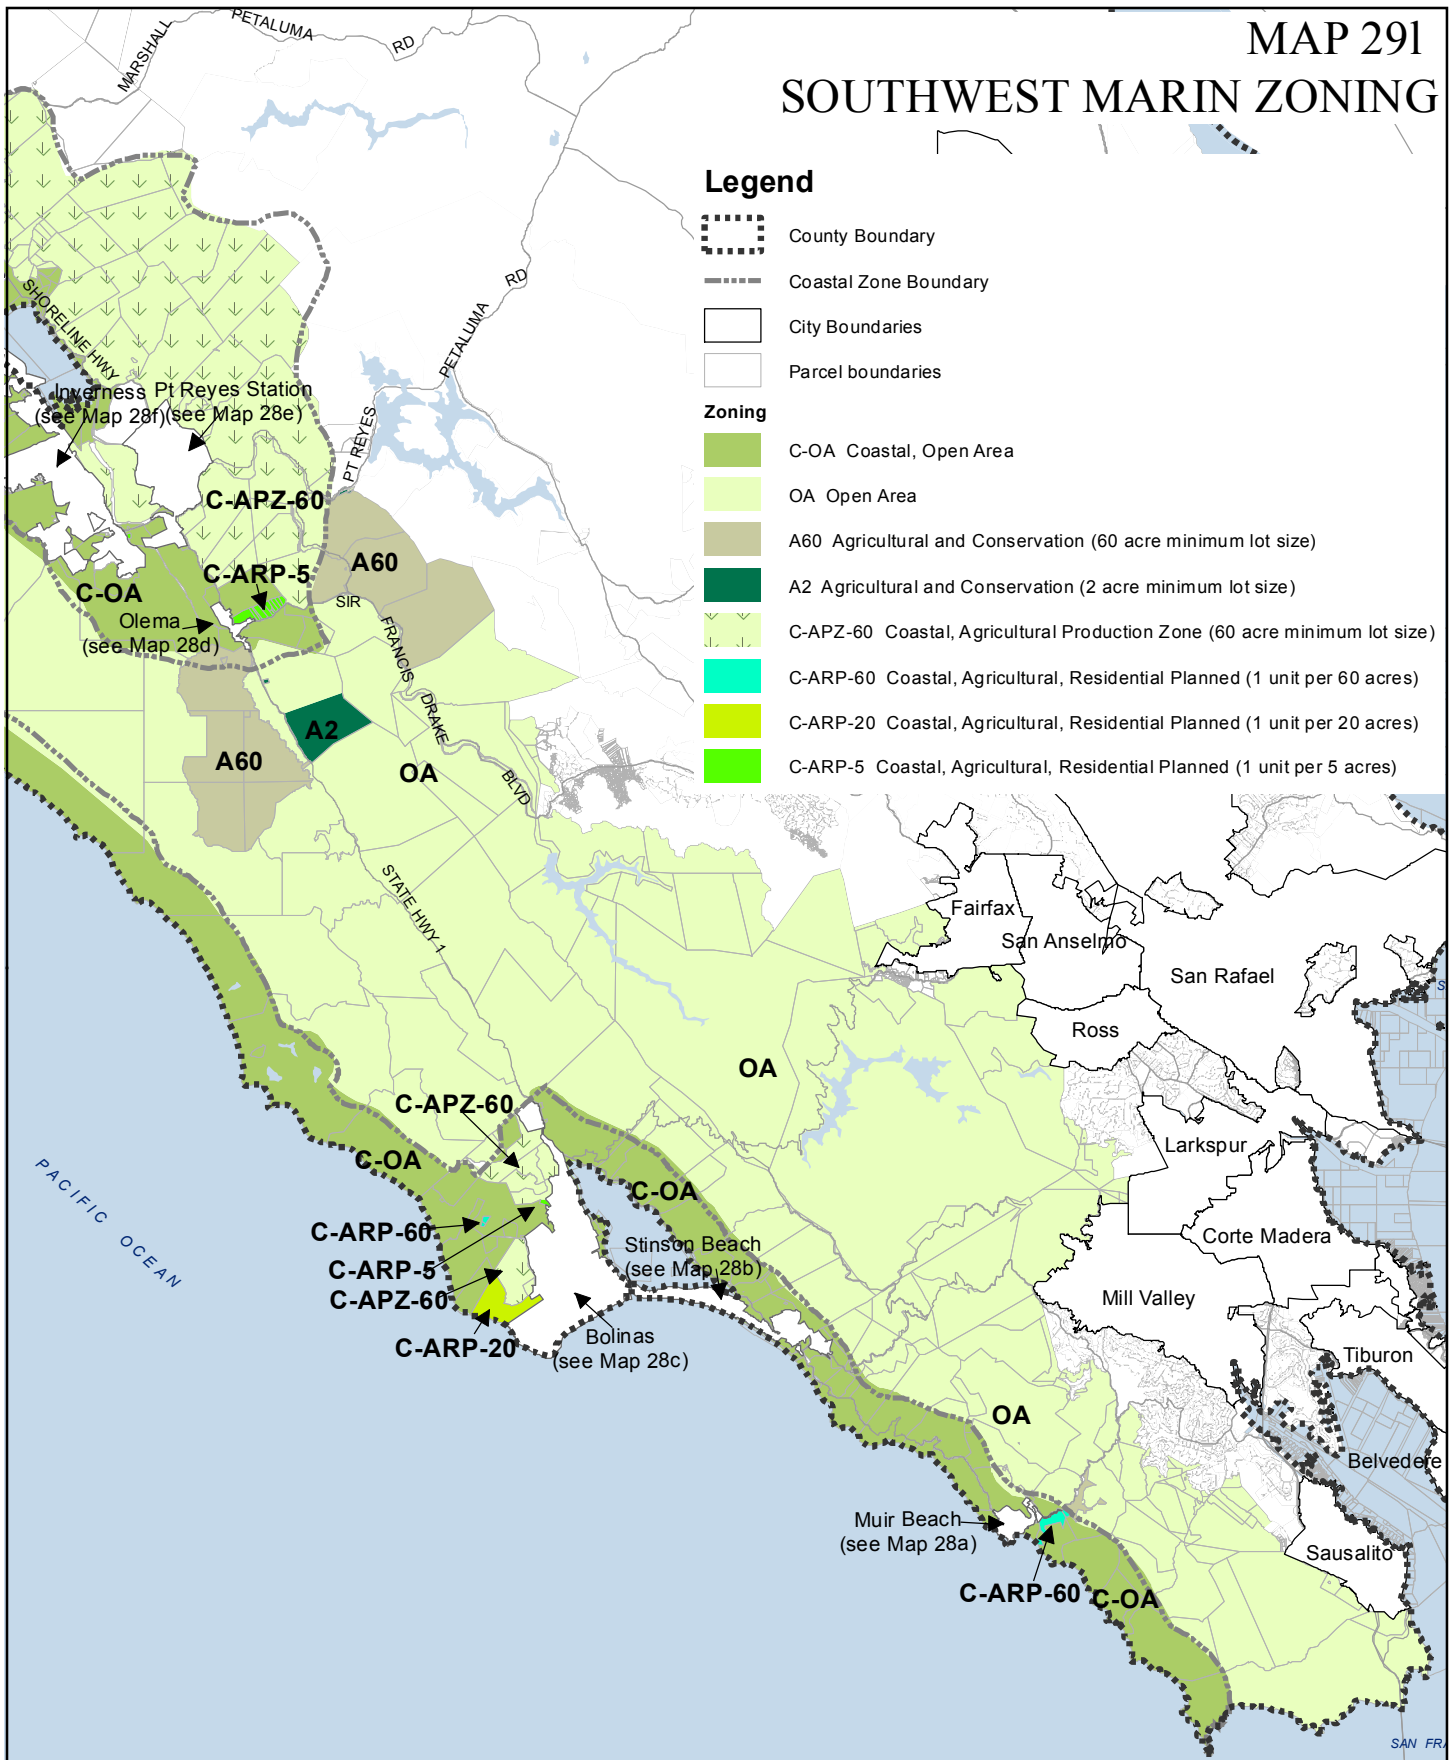 MAP 29l
SOUTHWEST MARIN ZONING
Legend
County Boundary
Coastal Zone Boundary
City Boundaries
Parcel boundaries
Zoning
C-OA Coastal, Open Area
OA Open Area
A60 Agricultural and Conservation (60 acre minimum lot size)
A2 Agricultural and Conservation (2 acre minimum lot size)
C-APZ-60 Coastal, Agricultural Production Zone (60 acre minimum lot size)
C-ARP-60 Coastal, Agricultural, Residential Planned (1 unit per 60 acres)
C-ARP-20 Coastal, Agricultural, Residential Planned (1 unit per 20 acres)
C-ARP-5 Coastal, Agricultural, Residential Planned (1 unit per 5 acres)
MARSHALL
PETALUMA
RD
RD
PETALUMA
PT REYES
SHORELINE HWY
Inverness
(see Map 28f)
Pt Reyes Station
(see Map 28e)
C-APZ-60
A60
C-ARP-5
C-OA
SIR
Olema
(see Map 28d)
FRANCIS
DRAKE
BLVD
A2
A60
OA
STATE HWY 1
Fairfax
San Anselmo
San Rafael
S
Ross
OA
C-APZ-60
C-OA
Larkspur
C-OA
C-ARP-60
Corte Madera
Stinson Beach
(see Map 28b)
C-ARP-5
C-APZ-60
Mill Valley
C-ARP-20
Bolinas
(see Map 28c)
Tiburon
PACIFIC OCEAN
OA
Belvedere
Muir Beach
(see Map 28a)
Sausalito
C-ARP-60
C-OA
SAN FRA